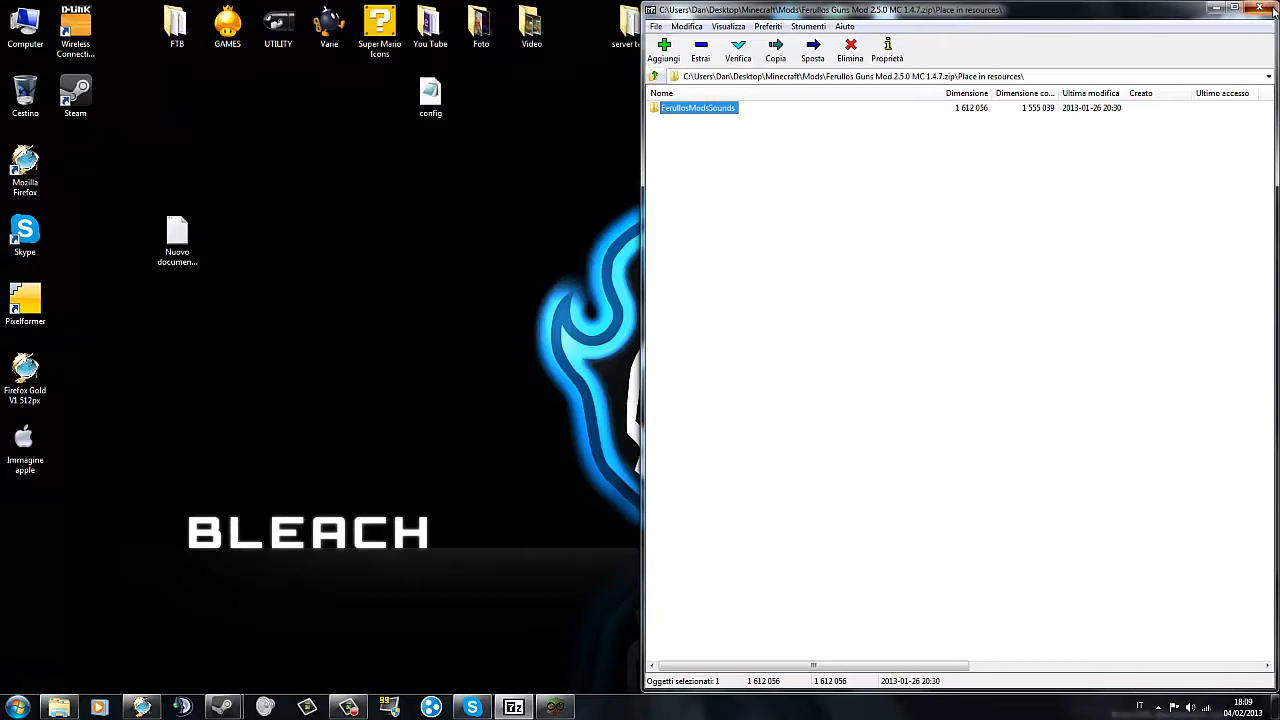 C:\Users\Dan\Desktop\Minecraft\Mods\Ferullos Guns Mod 2.5.0 MC 1.4.7.zip\Place in resources\
File Modifica Visualizza Preferiti Strumenti Aiuto
Aggiungi Estrai Verifica Copia Sposta Elimina Proprietà
C:\Users\Dan\Desktop\Minecraft\Mods\Ferullos Guns Mod 2.5.0 MC 1.4.7.zip\Place in resources\
Nome Dimensione Dimensione co... Ultima modifica Creato Ultimo accesso
FerullosModsSounds 1 612 056 1 555 039 2013-01-26 20:30
Oggetti selezionati: 1 1 612 056 1 612 056 2013-01-26 20:30
D-Link
Computer
Wireless
Connecti...
FTB
GAMES
UTILITY
Varie
Super Mario
Icons
You Tube
Foto
Video
server te
Cestino
Steam
config
Mozilla
Firefox
Skype
Nuovo
documen...
Pixelformer
Firefox Gold
V1 512px
Immagine
apple
BLEACH
99
7z
IT
18:09
04/02/2013